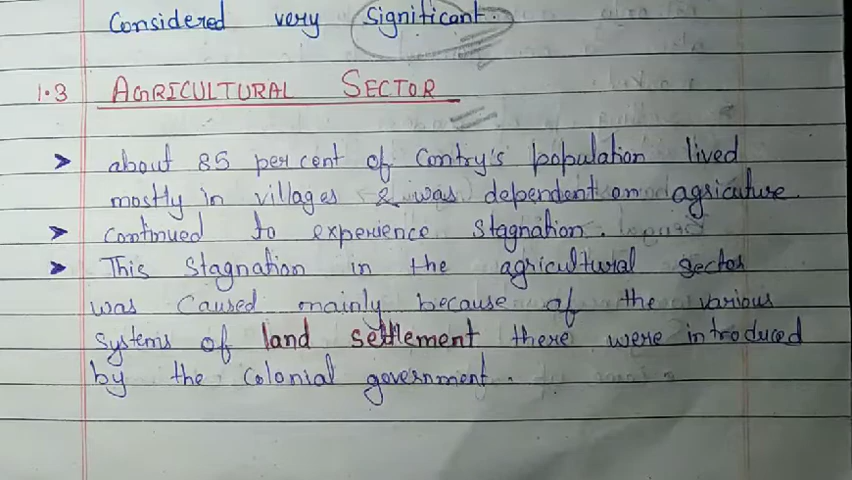 Considered very significant.
1.3 AGRICULTURAL SECTOR
➤ about 85 per cent of Contry's population lived
mostly in villages & was dependent on agricuture.
➤ continued to experience stagnation.
➤ This stagnation in the agricultural sector
was caused mainly because of the various
systems of land settlement there were introduced
by the colonial government.